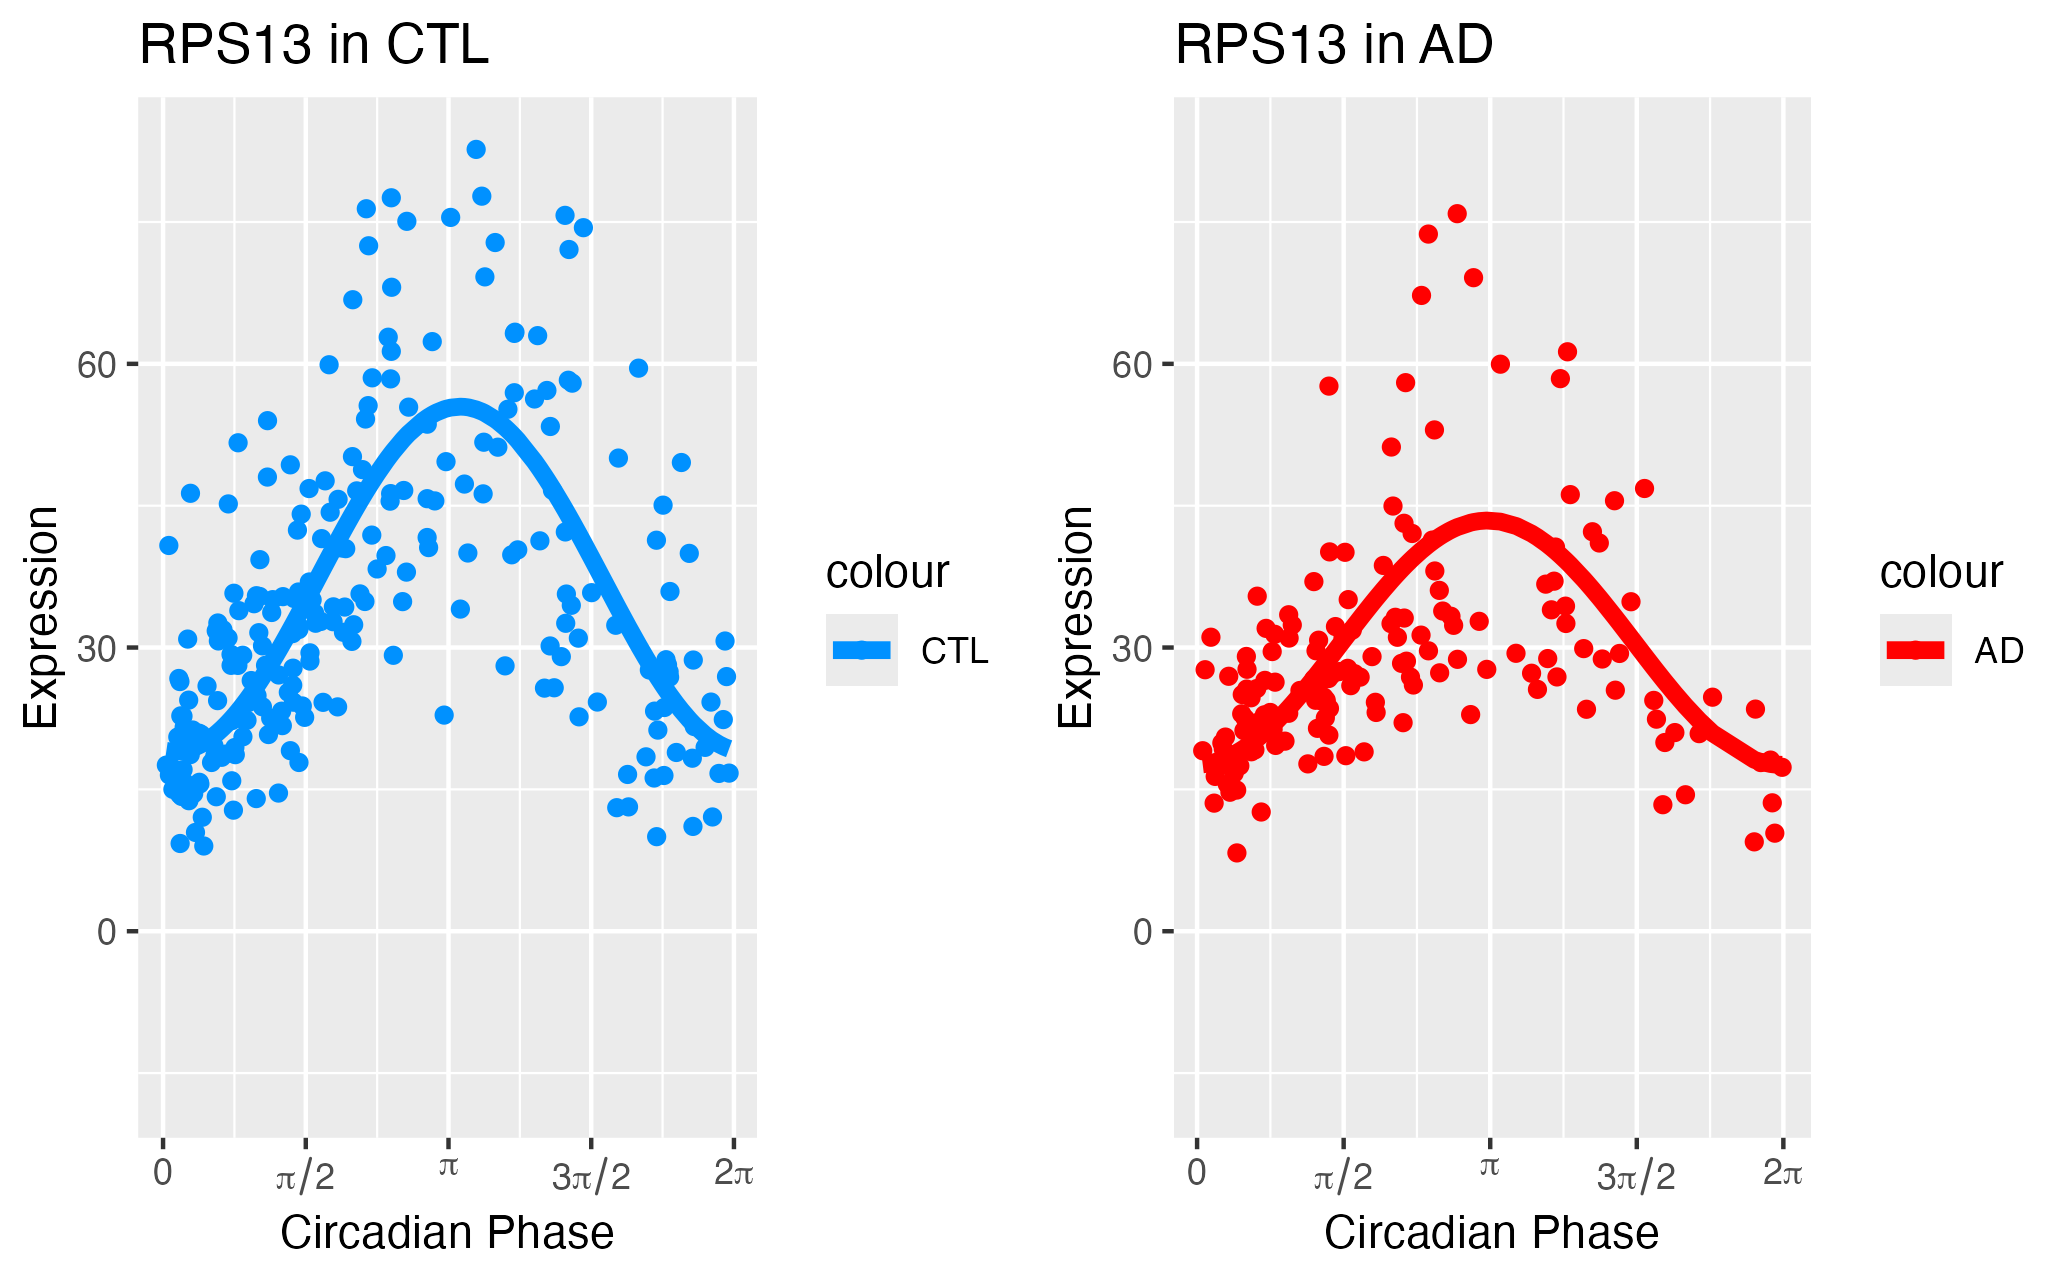 RPS13 in CTL
Expression
60
30
0
0 π/2 π 3π/2 2π
Circadian Phase
colour
CTL
RPS13 in AD
Expression
60
30
0
0 π/2 π 3π/2 2π
Circadian Phase
colour
AD